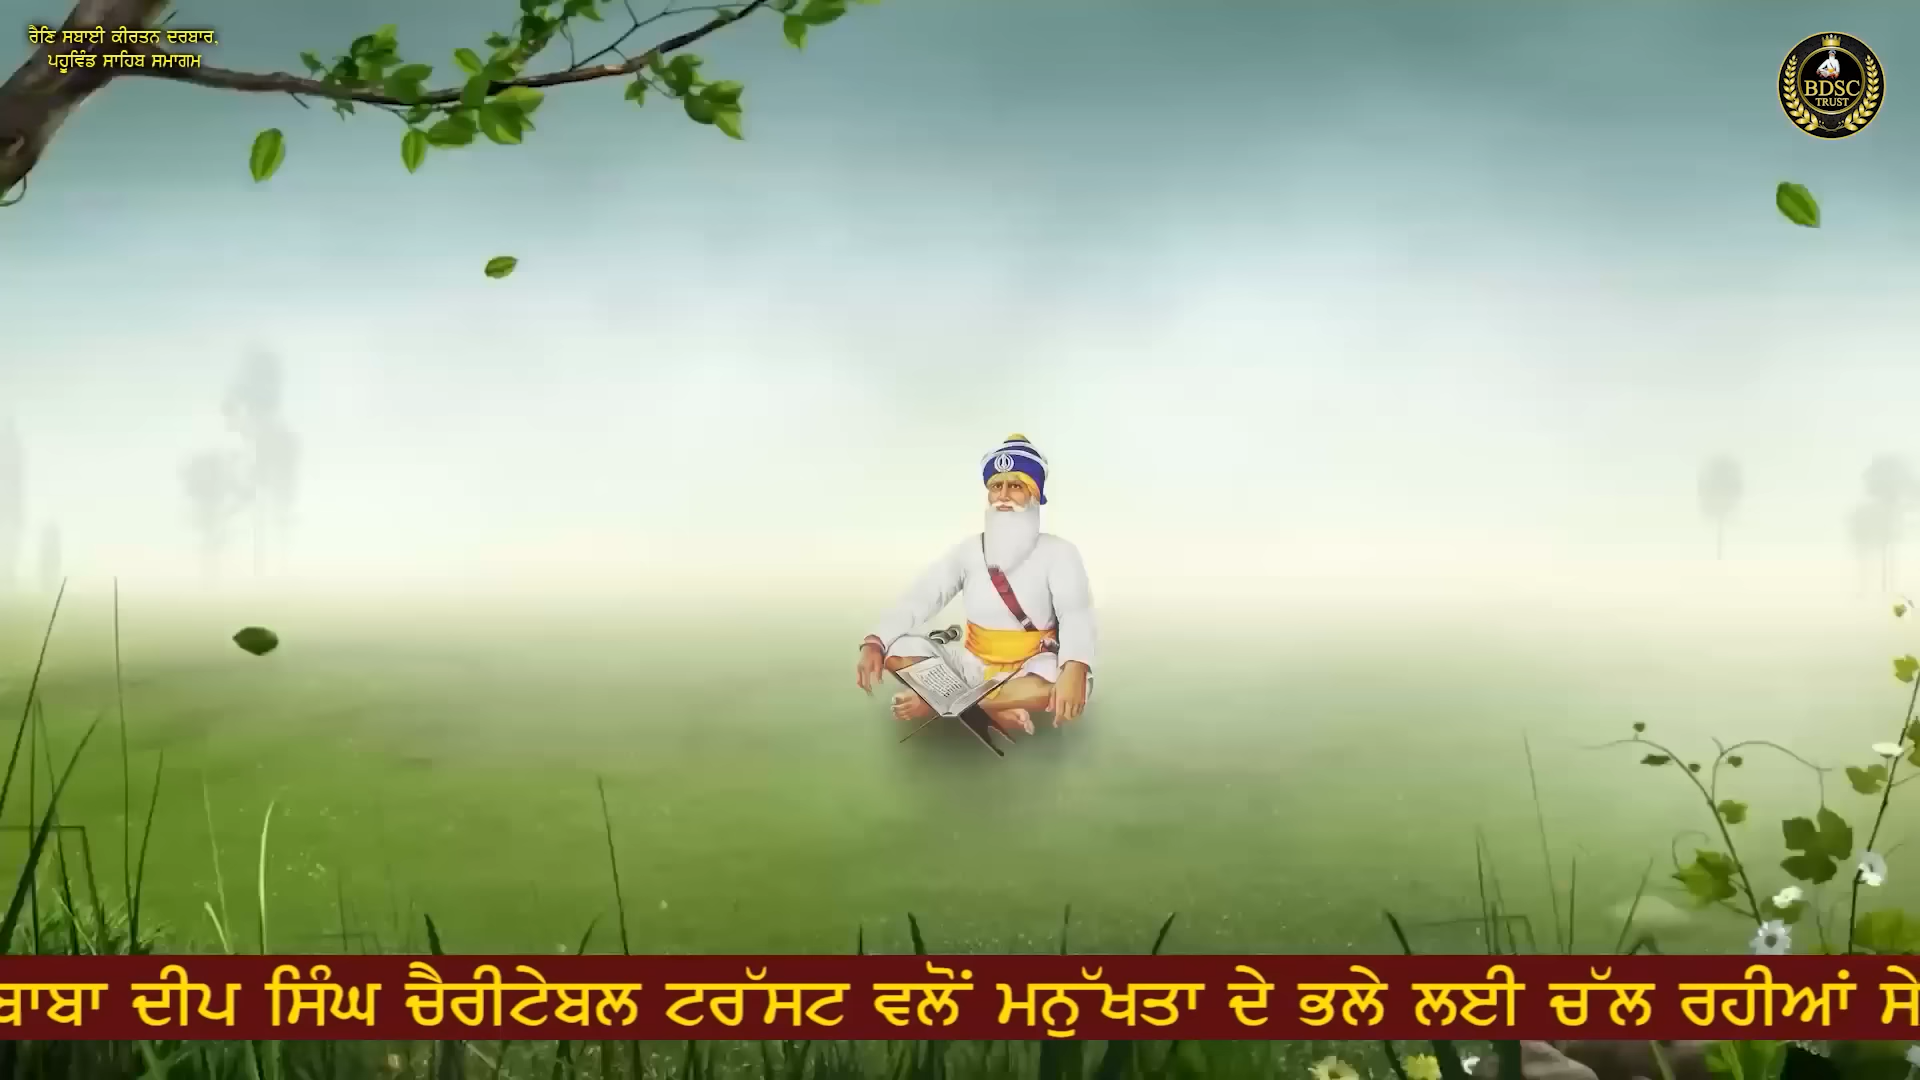 ਰੈਣਿ ਸਬਾਈ ਕੀਰਤਨ ਦਰਬਾਰ,
ਪਹੂਵਿੰਡ ਸਾਹਿਬ ਸਮਾਗਮ
BDSC
TRUST
ਬਾਬਾ ਦੀਪ ਸਿੰਘ ਚੈਰੀਟੇਬਲ ਟਰੱਸਟ ਵਲੋਂ ਮਨੁੱਖਤਾ ਦੇ ਭਲੇ ਲਈ ਚੱਲ ਰਹੀਆਂ ਸੇ